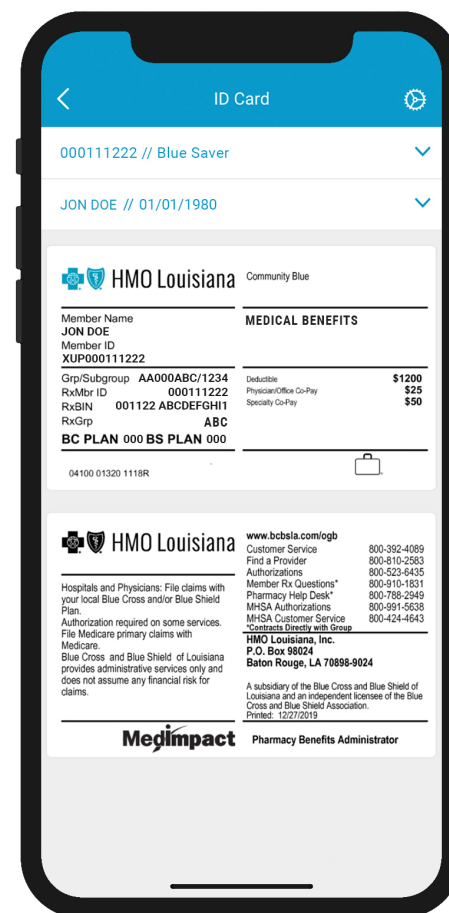 ID Card
000111222 // Blue Saver
JON DOE // 01/01/1980
HMO Louisiana
Community Blue
Member Name
JON DOE
Member ID
XUP000111222
MEDICAL BENEFITS
Grp/Subgroup AA000ABC/1234
RxMbr ID 000111222
RxBIN 001122 ABCDEFGHI1
RxGrp ABC
BC PLAN 000 BS PLAN 000
Deductible $1200
Physician/Office Co-Pay $25
Specialty Co-Pay $50
04100 01320 1118R
HMO Louisiana
Hospitals and Physicians: File claims with
your local Blue Cross and/or Blue Shield
Plan.
Authorization required on some services.
File Medicare primary claims with
Medicare.
Blue Cross and Blue Shield of Louisiana
provides administrative services only and
does not assume any financial risk for
claims.
www.bcbsla.com/ogb
Customer Service 800-392-4089
Find a Provider 800-810-2583
Authorizations 800-523-6435
Member Rx Questions* 800-910-1831
Pharmacy Help Desk* 800-788-2949
MHSA Authorizations 800-991-5638
MHSA Customer Service 800-424-4643
*Contracts Directly with Group
HMO Louisiana, Inc.
P.O. Box 98024
Baton Rouge, LA 70898-9024
A subsidiary of the Blue Cross and Blue Shield of
Louisiana and an independent licensee of the Blue
Cross and Blue Shield Association.
Printed: 12/27/2019
Medimpact
Pharmacy Benefits Administrator